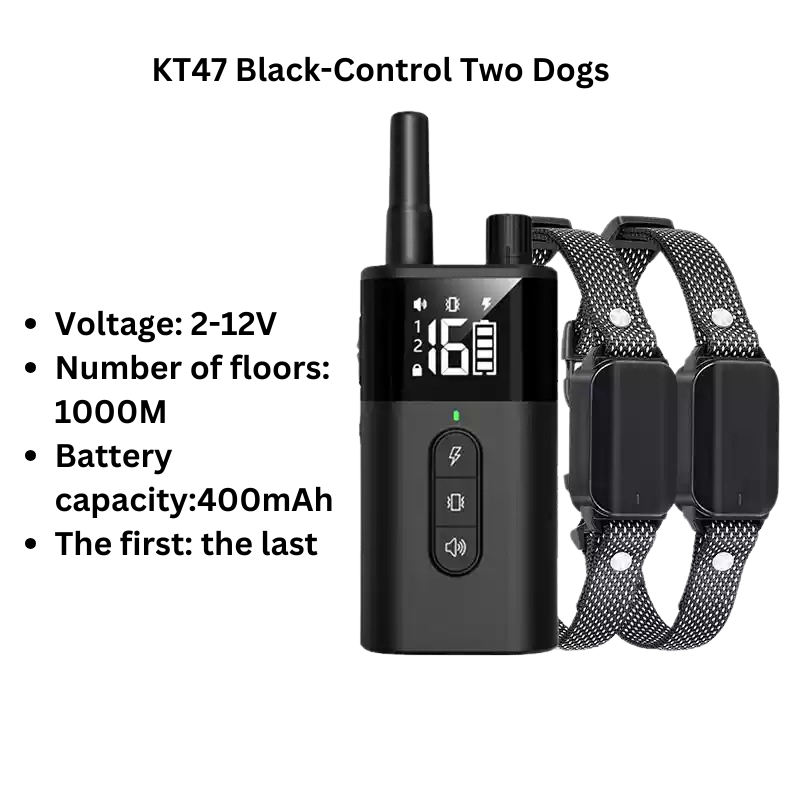 KT47 Black-Control Two Dogs
Voltage: 2-12V
Number of floors:
1000M
Battery
capacity:400mAh
The first: the last
1
2
16